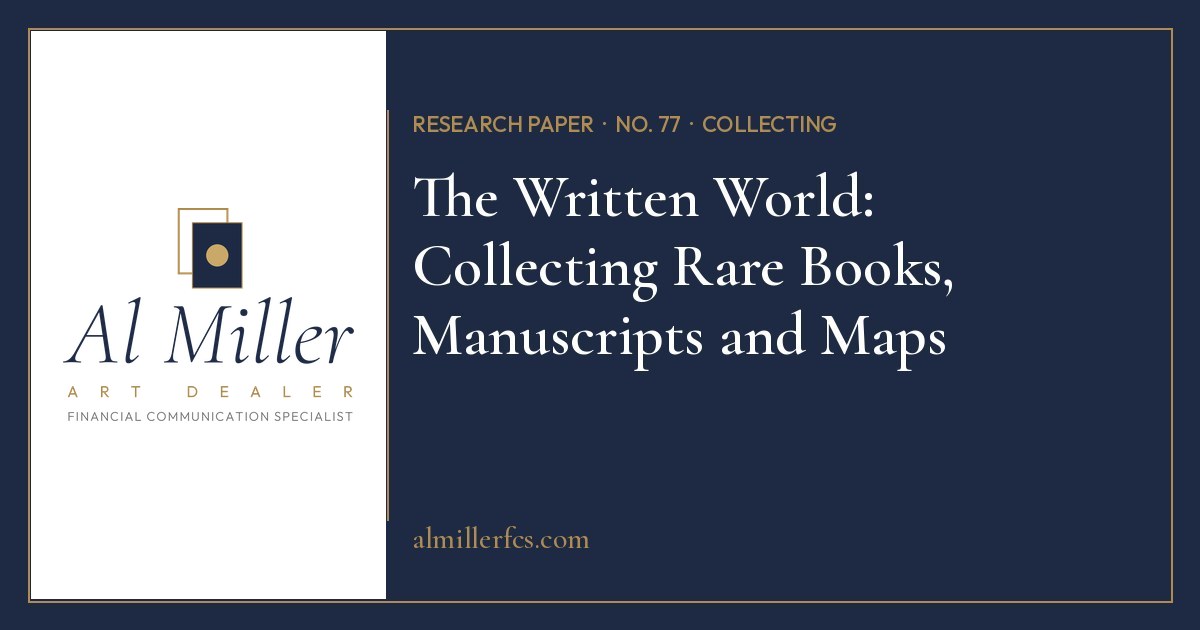 Al Miller
ART DEALER
FINANCIAL COMMUNICATION SPECIALIST
RESEARCH PAPER · NO. 77 · COLLECTING
The Written World:
Collecting Rare Books,
Manuscripts and Maps
almillerfcs.com